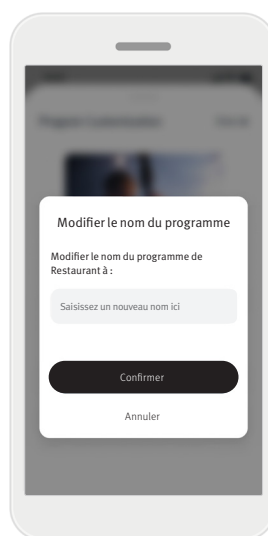 Modifier le nom du programme
Modifier le nom du programme de
Restaurant à :
Saisissez un nouveau nom ici
Confirmer
Annuler